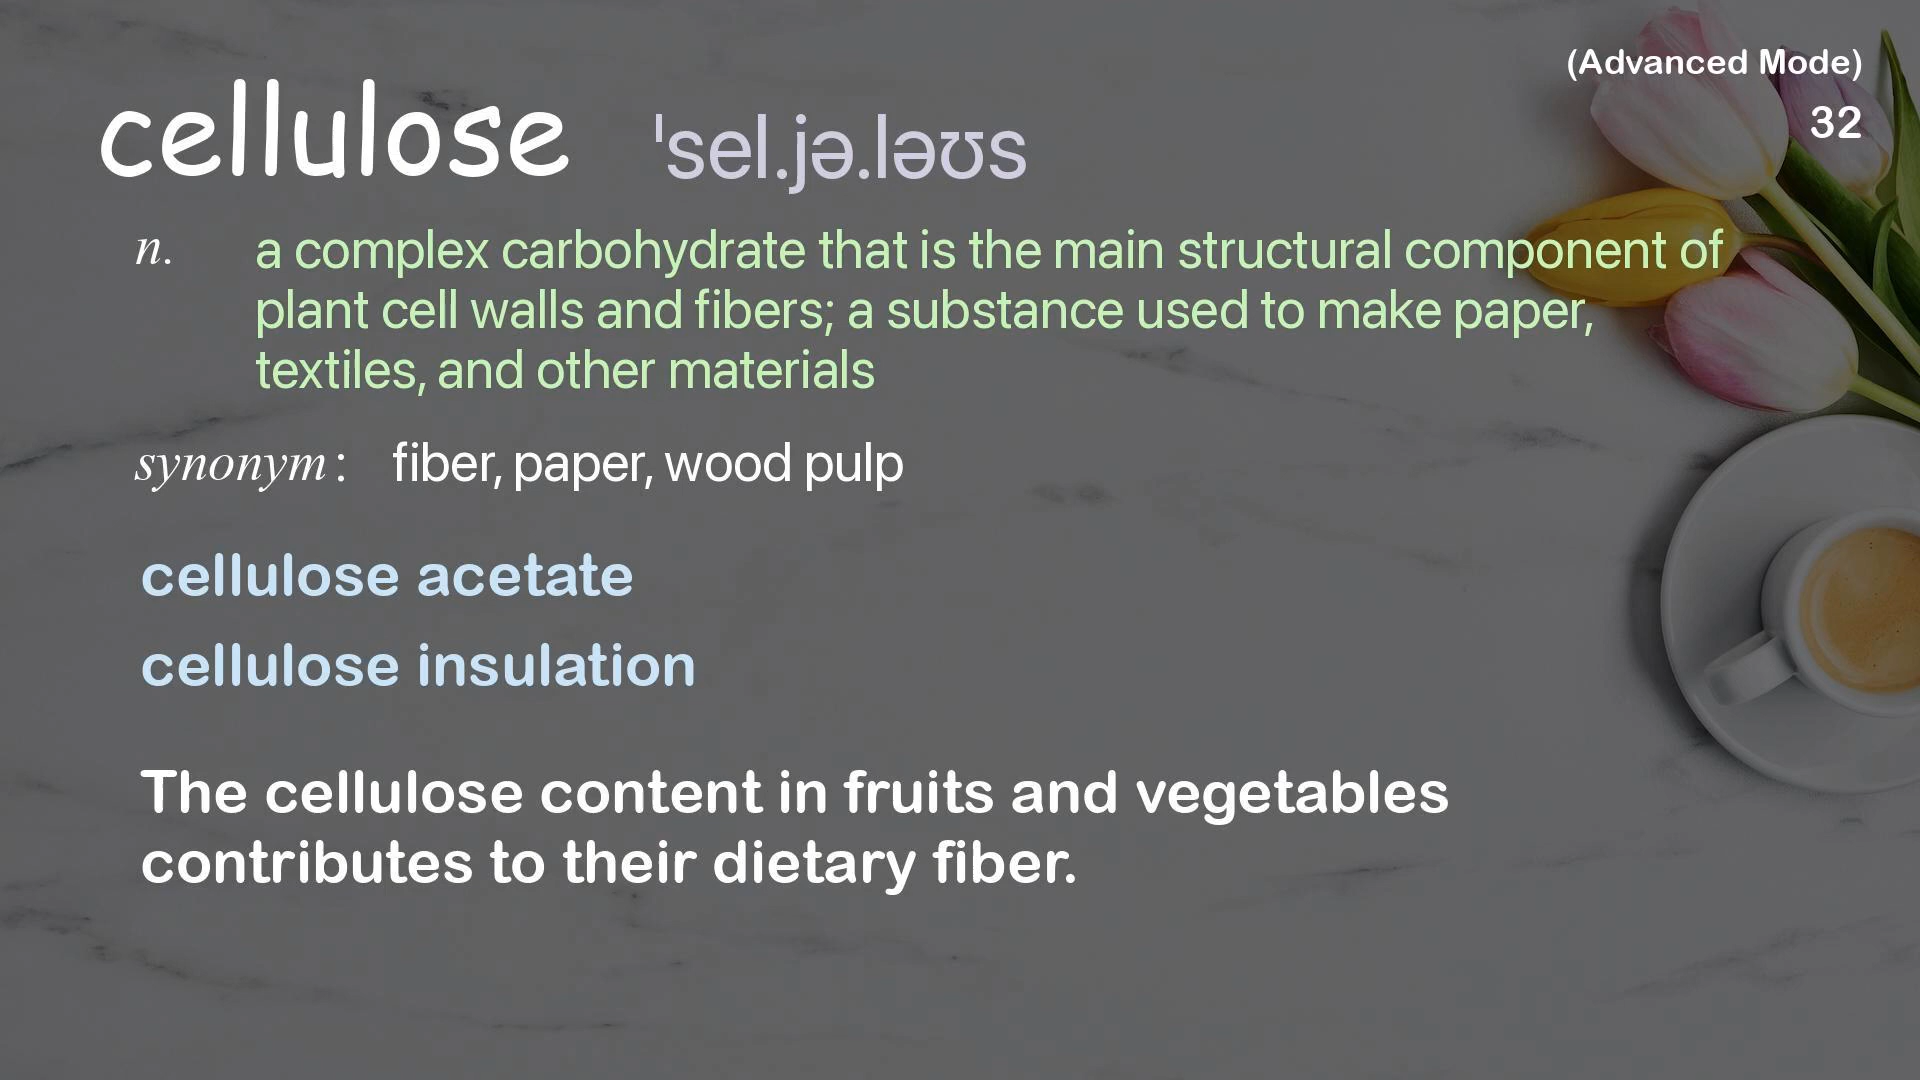 (Advanced Mode)
32
cellulose ˈsel.jə.ləʊs
n. a complex carbohydrate that is the main structural component of
plant cell walls and fibers; a substance used to make paper,
textiles, and other materials
synonym: fiber, paper, wood pulp
cellulose acetate
cellulose insulation
The cellulose content in fruits and vegetables
contributes to their dietary fiber.